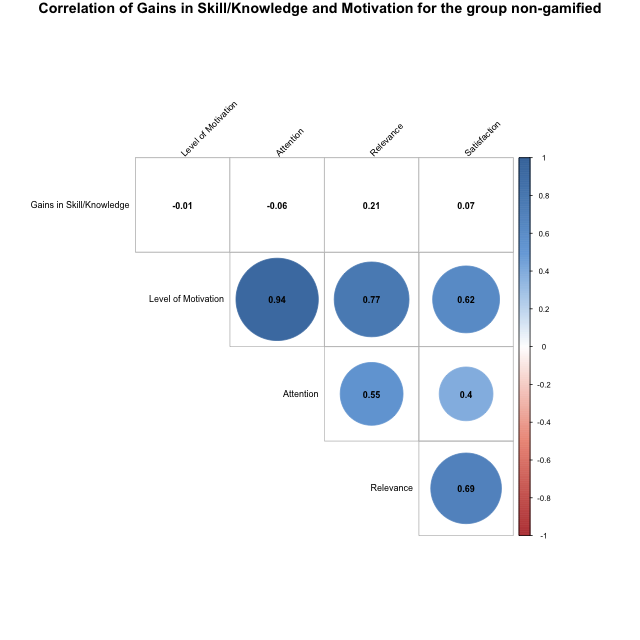 Correlation of Gains in Skill/Knowledge and Motivation for the group non-gamified
Level of Motivation
Attention
Relevance
Satisfaction
Gains in Skill/Knowledge
-0.01
-0.06
0.21
0.07
Level of Motivation
0.94
0.77
0.62
Attention
0.55
0.4
Relevance
0.69
1
0.8
0.6
0.4
0.2
0
-0.2
-0.4
-0.6
-0.8
-1